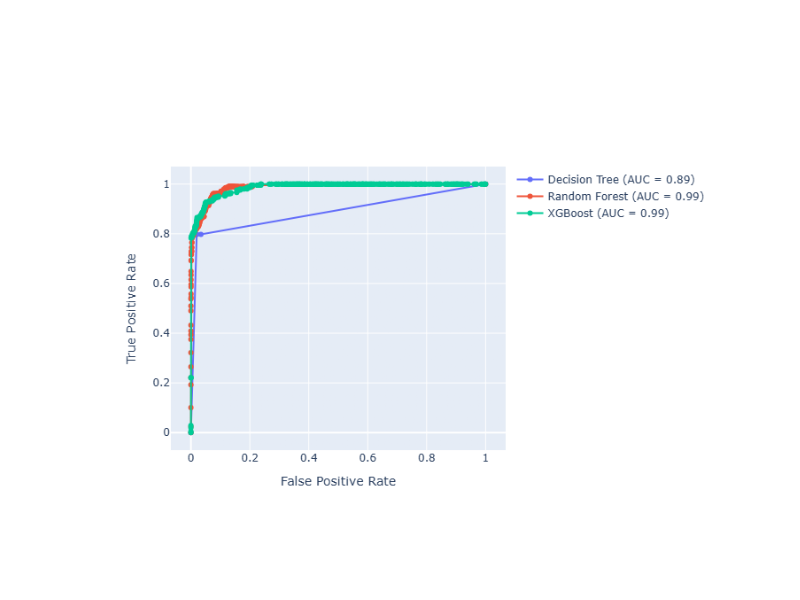 Decision Tree (AUC = 0.89)
Random Forest (AUC = 0.99)
XGBoost (AUC = 0.99)
True Positive Rate
1
0.8
0.6
0.4
0.2
0
0 0.2 0.4 0.6 0.8 1
False Positive Rate